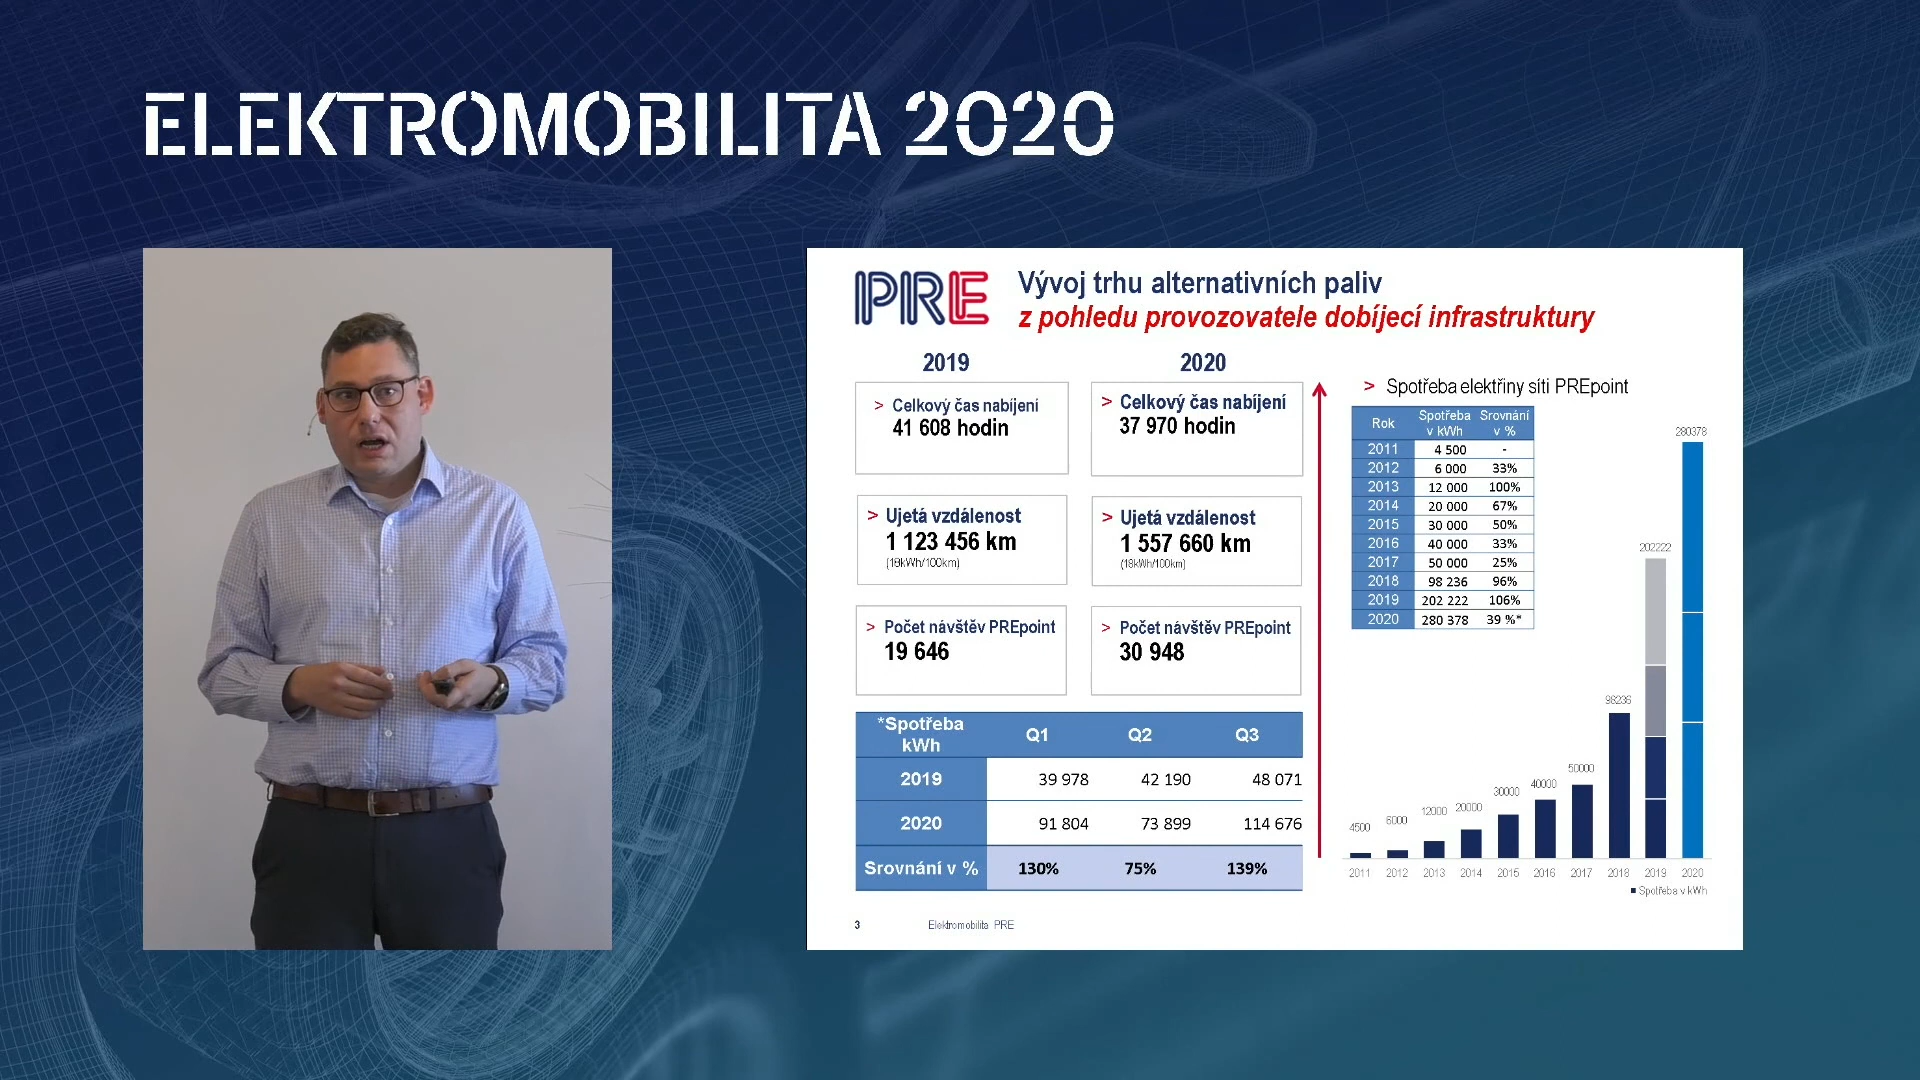 ELEKTROMOBILITA 2020
PRE
Vývoj trhu alternativních paliv
z pohledu provozovatele dobíjecí infrastruktury
2019
> Celkový čas nabíjení
41 608 hodin
> Ujetá vzdálenost
1 123 456 km
(18kWh/100km)
> Počet návštěv PREpoint
19 646
2020
> Celkový čas nabíjení
37 970 hodin
> Ujetá vzdálenost
1 557 660 km
(18kWh/100km)
> Počet návštěv PREpoint
30 948
*Spotřeba kWh Q1 Q2 Q3
2019 39 978 42 190 48 071
2020 91 804 73 899 114 676
Srovnání v % 130% 75% 139%
> Spotřeba elektřiny síti PREpoint
Rok Spotřeba v kWh Srovnání v %
2011 4 500 -
2012 6 000 33%
2013 12 000 100%
2014 20 000 67%
2015 30 000 50%
2016 40 000 33%
2017 50 000 25%
2018 98 236 96%
2019 202 222 106%
2020 280 378 39 %*
4500 6000 12000 20000 30000 40000 50000 98236 202222 280378
2011 2012 2013 2014 2015 2016 2017 2018 2019 2020
Spotřeba v kWh
3 Elektromobilita PRE